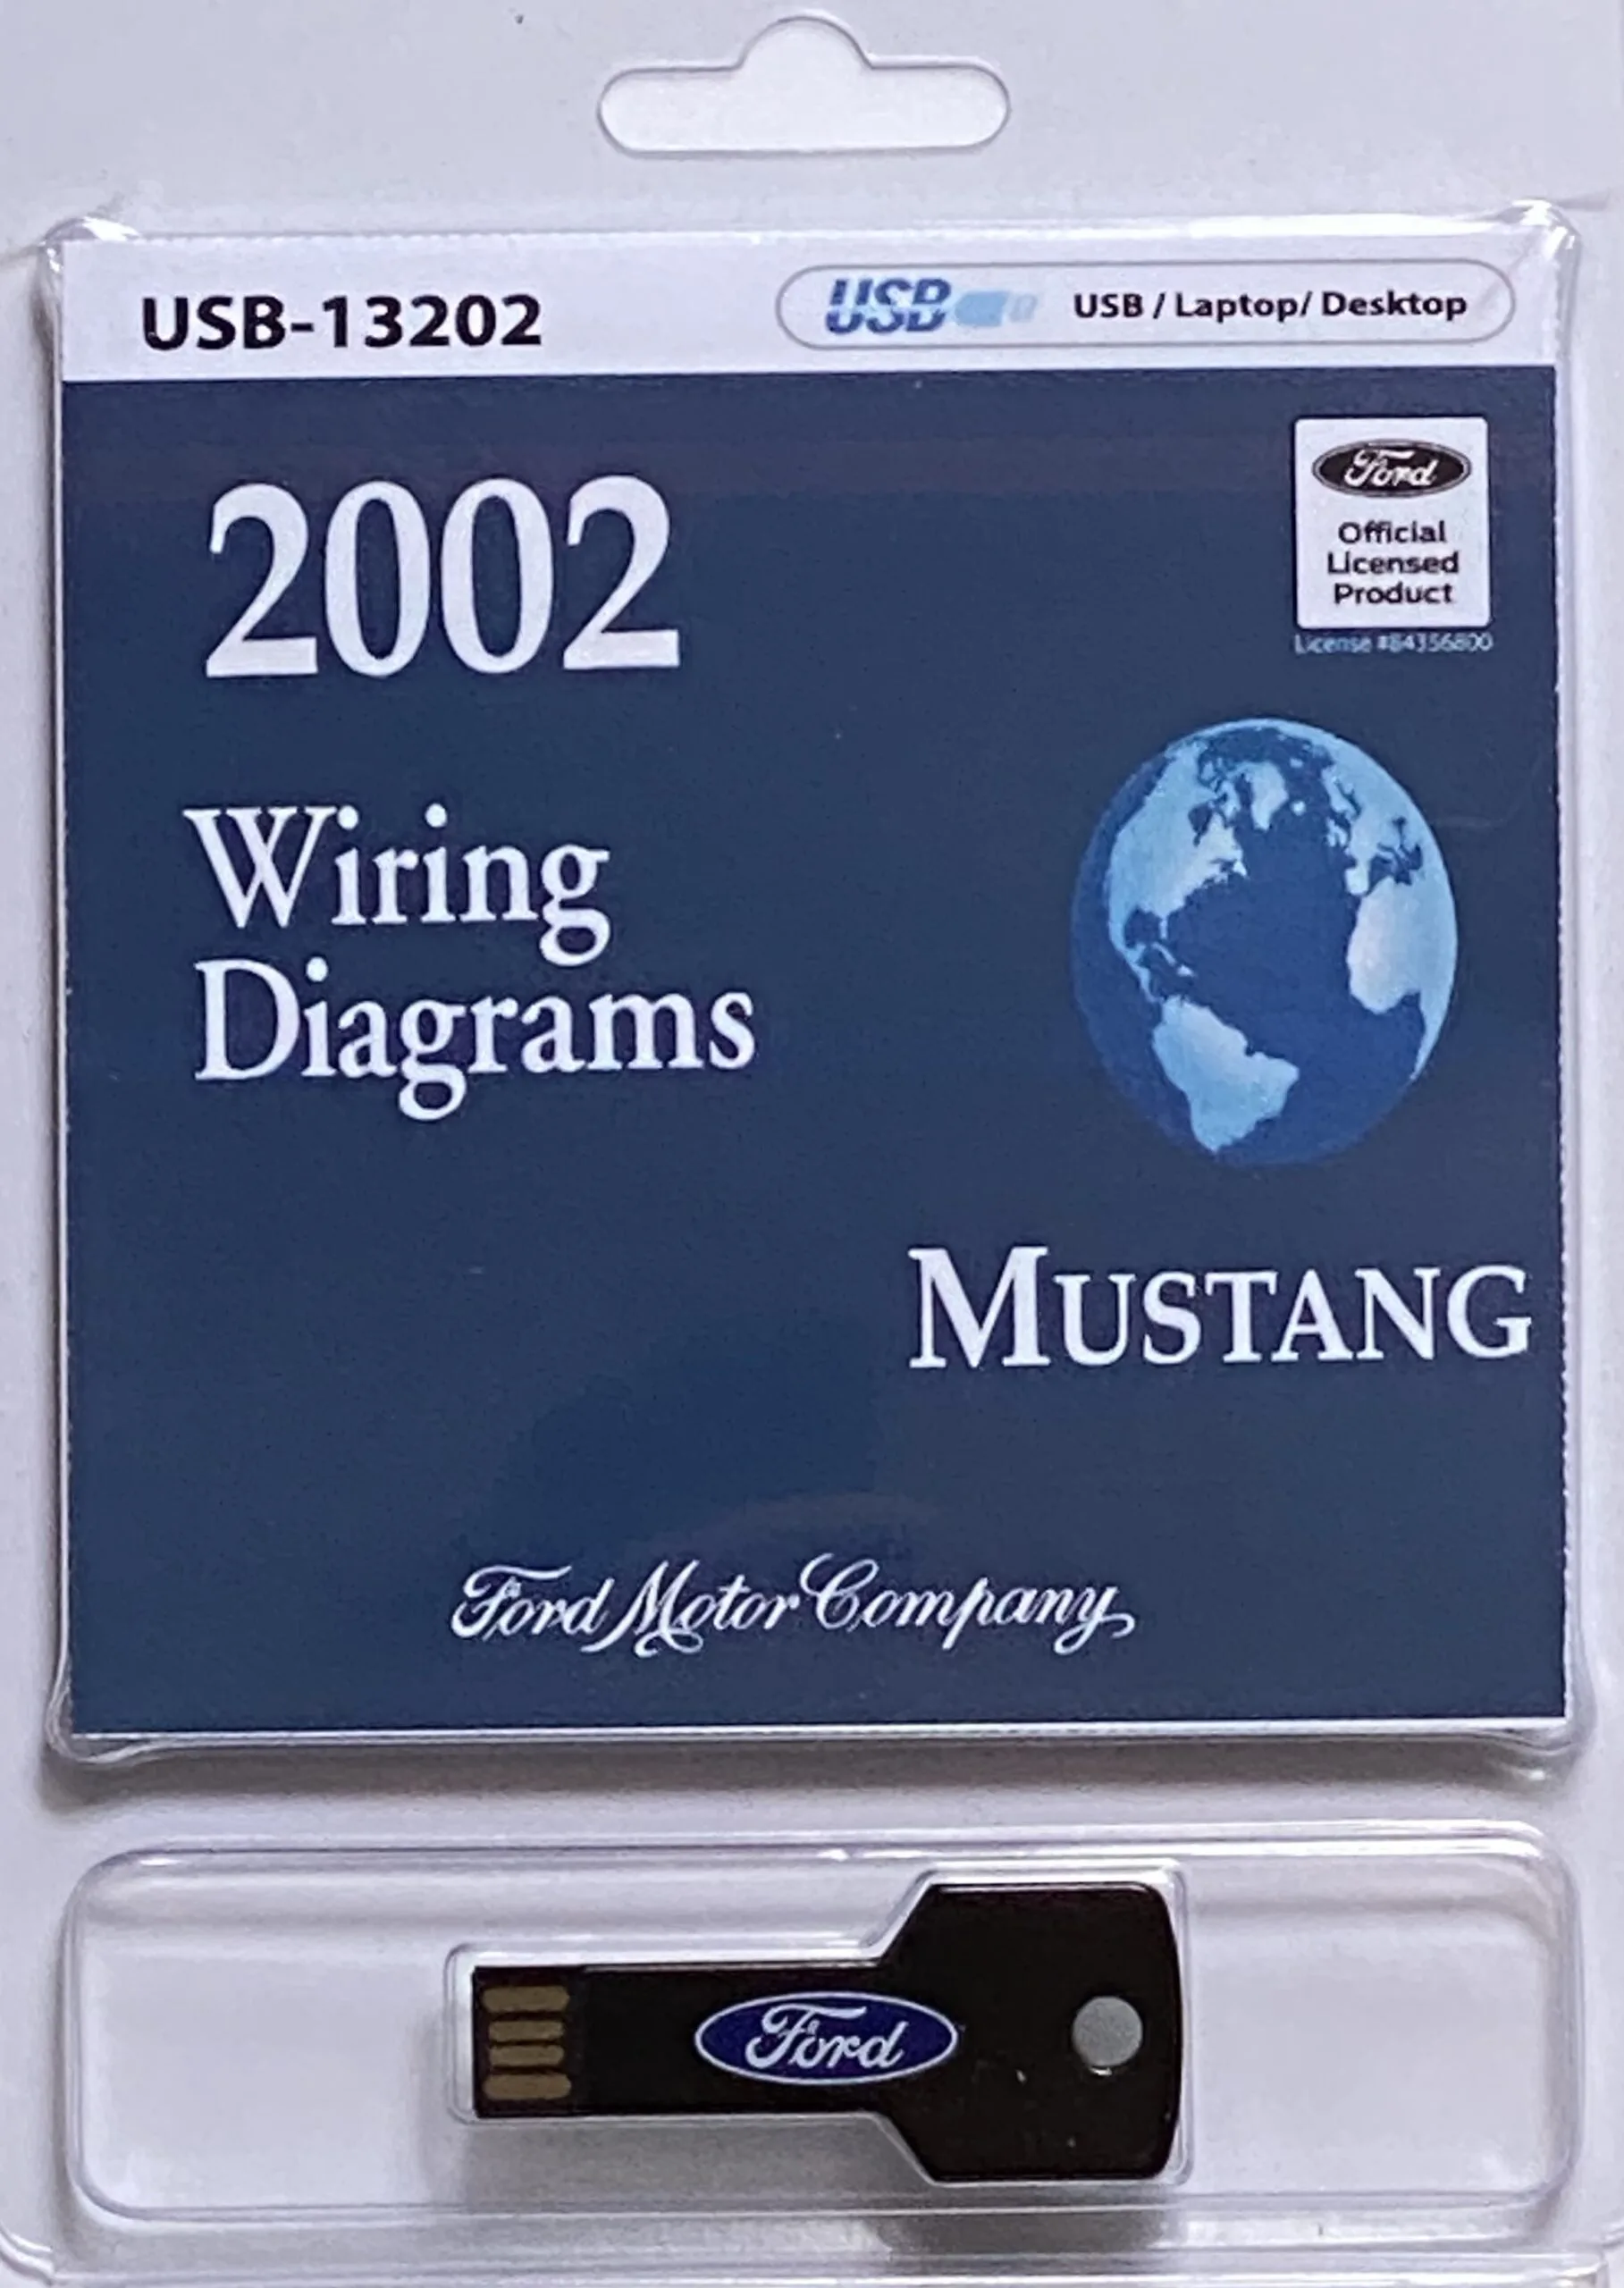 USB-13202
USB USB / Laptop/ Desktop
2002
Ford
Official
Licensed
Product
License #84356800
Wiring
Diagrams
MUSTANG
Ford Motor Company
Ford